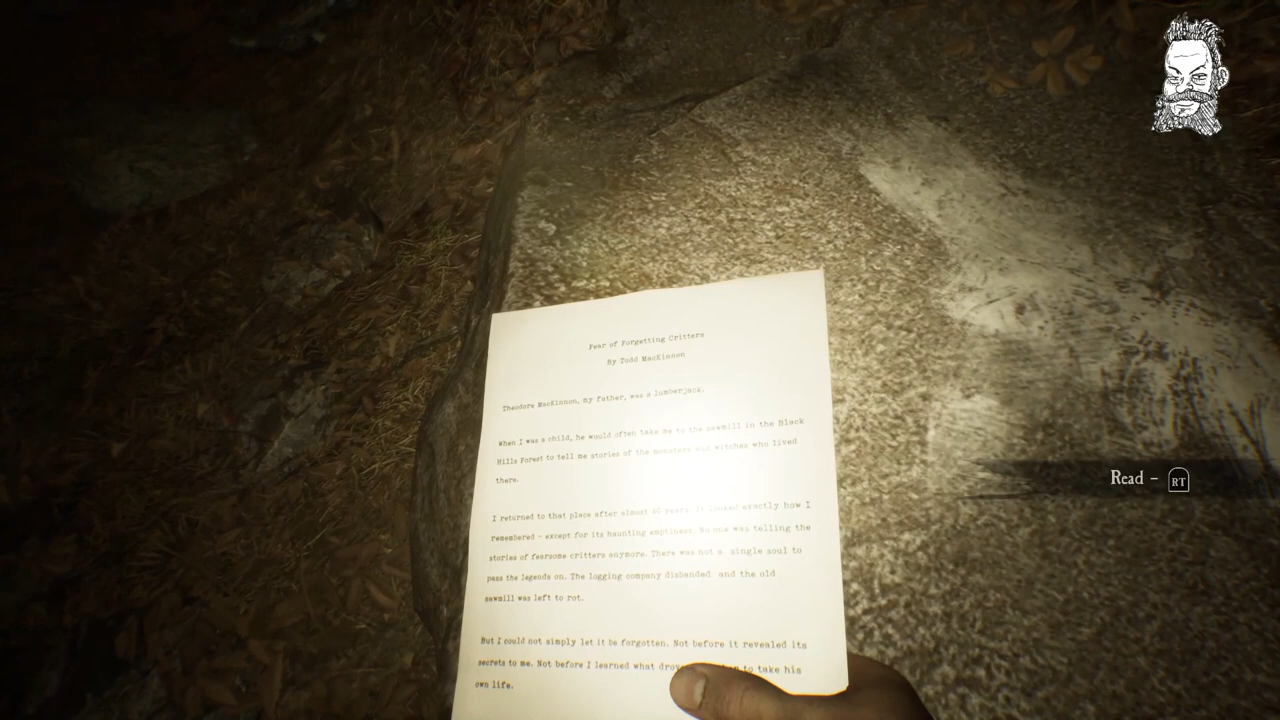 Fear of Forgetting Critters
By Todd MacKinnon
Theodore MacKinnon, my father, was a lumberjack.
When I was a child, he would often take me to the sawmill in the Black
Hills Forest to tell me stories of the monsters and witches who lived
there.
I returned to that place after almost 40 years. It looked exactly how I
remembered - except for its haunting emptiness. No one was telling the
stories of fearsome critters anymore. There was not a single soul to
pass the legends on. The logging company disbanded and the old
sawmill was left to rot.
But I could not simply let it be forgotten. Not before it revealed its
secrets to me. Not before I learned what drove to take his
own life.
Read - RT